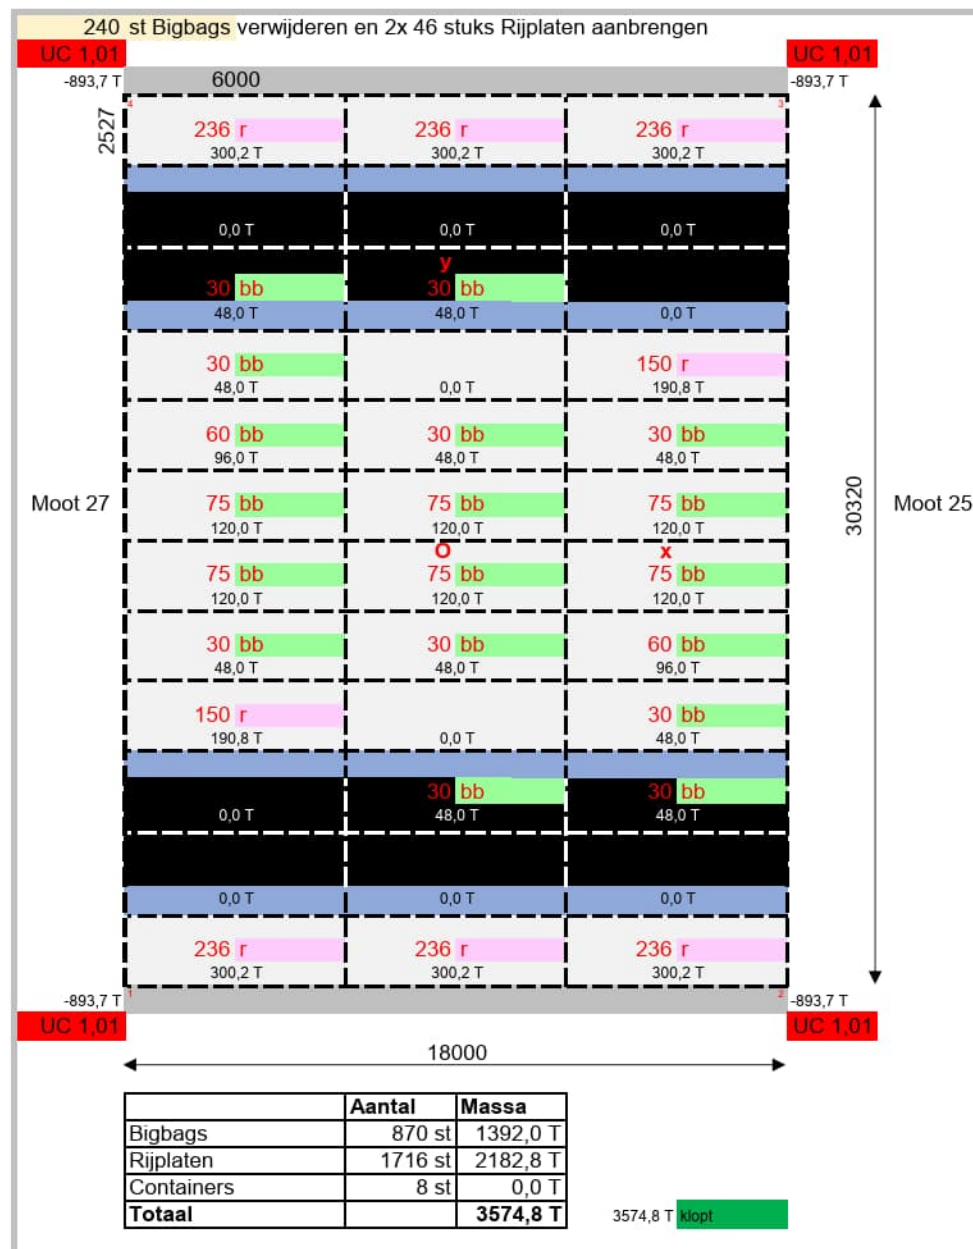 240 st Bigbags verwijderen en 2x 46 stuks Rijplaten aanbrengen
UC 1,01 UC 1,01
-893,7 T 6000 -893,7 T
4 3
2527
236 r 236 r 236 r
300,2 T 300,2 T 300,2 T
0,0 T 0,0 T 0,0 T
y
30 bb 30 bb
48,0 T 48,0 T 0,0 T
30 bb 150 r
48,0 T 0,0 T 190,8 T
60 bb 30 bb 30 bb
96,0 T 48,0 T 48,0 T
Moot 27 75 bb 75 bb 75 bb 30320 Moot 25
120,0 T 120,0 T 120,0 T
O x
75 bb 75 bb 75 bb
120,0 T 120,0 T 120,0 T
30 bb 30 bb 60 bb
48,0 T 48,0 T 96,0 T
150 r 30 bb
190,8 T 0,0 T 48,0 T
30 bb 30 bb
0,0 T 48,0 T 48,0 T
0,0 T 0,0 T 0,0 T
236 r 236 r 236 r
300,2 T 300,2 T 300,2 T
-893,7 T 1 2 -893,7 T
UC 1,01 UC 1,01
18000
Aantal Massa
Bigbags 870 st 1392,0 T
Rijplaten 1716 st 2182,8 T
Containers 8 st 0,0 T
Totaal 3574,8 T 3574,8 T klopt